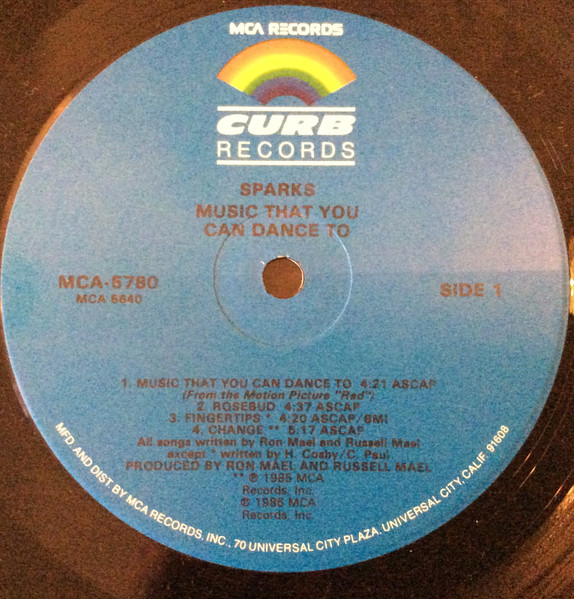 MCA RECORDS
CURB
RECORDS
SPARKS
MUSIC THAT YOU
CAN DANCE TO
MCA-5780
MCA 5640
SIDE 1
1. MUSIC THAT YOU CAN DANCE TO 4:21 ASCAP
(From the Motion Picture "Rad")
2. ROSEBUD 4:37 ASCAP
3. FINGERTIPS * 4:20 ASCAP/BMI
4. CHANGE ** 5:17 ASCAP
All songs written by Ron Mael and Russell Mael
except * written by H. Cosby/C. Paul
PRODUCED BY RON MAEL AND RUSSELL MAEL
** ℗ 1985 MCA
Records, Inc.
℗ 1986 MCA
Records, Inc.
MFD. AND DIST BY MCA RECORDS, INC., 70 UNIVERSAL CITY PLAZA, UNIVERSAL CITY, CALIF. 91608